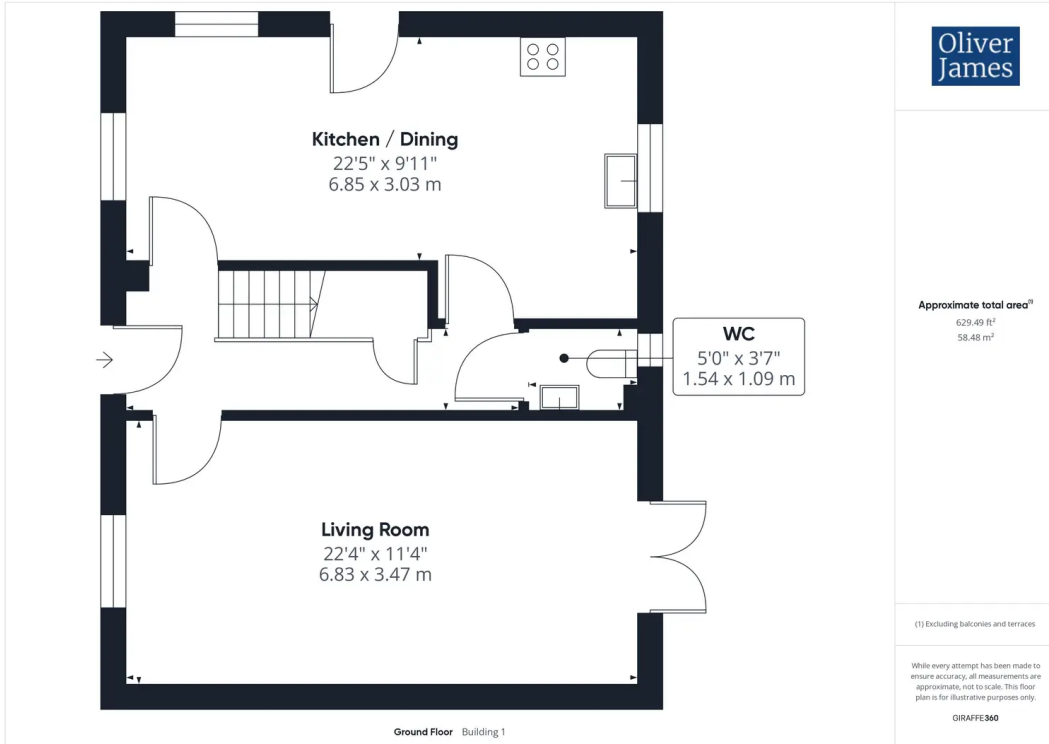 Kitchen / Dining
22'5" x 9'11"
6.85 x 3.03 m
WC
5'0" x 3'7"
1.54 x 1.09 m
Living Room
22'4" x 11'4"
6.83 x 3.47 m
Ground Floor Building 1
Oliver
James
Approximate total area⁽¹⁾
629.49 ft²
58.48 m²
(1) Excluding balconies and terraces
While every attempt has been made to
ensure accuracy, all measurements are
approximate, not to scale. This floor
plan is for illustrative purposes only.
GIRAFFE360